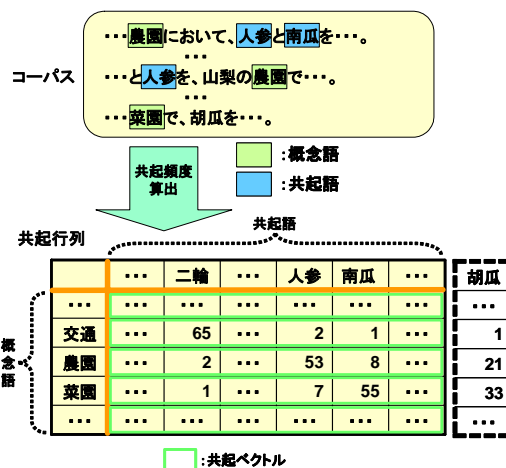 コーパス
・・・農園において、人参と南瓜を・・・。
・・・
・・・と人参を、山梨の農園で・・・。
・・・
・・・菜園で、胡瓜を・・・。
共起頻度
算出
:概念語
:共起語
共起行列
共起語
・・・ 二輪 ・・・ 人参 南瓜 ・・・ 胡瓜
・・・ ・・・ ・・・ ・・・ ・・・ ・・・ ・・・ ・・・
交通 ・・・ 65 ・・・ 2 1 ・・・ 1
農園 ・・・ 2 ・・・ 53 8 ・・・ 21
菜園 ・・・ 1 ・・・ 7 55 ・・・ 33
・・・ ・・・ ・・・ ・・・ ・・・ ・・・ ・・・ ・・・
概念語
:共起ベクトル